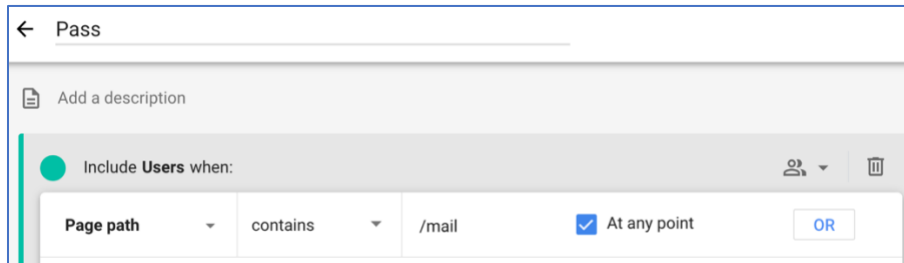 Pass
Add a description
Include Users when:
Page path contains /mail At any point OR